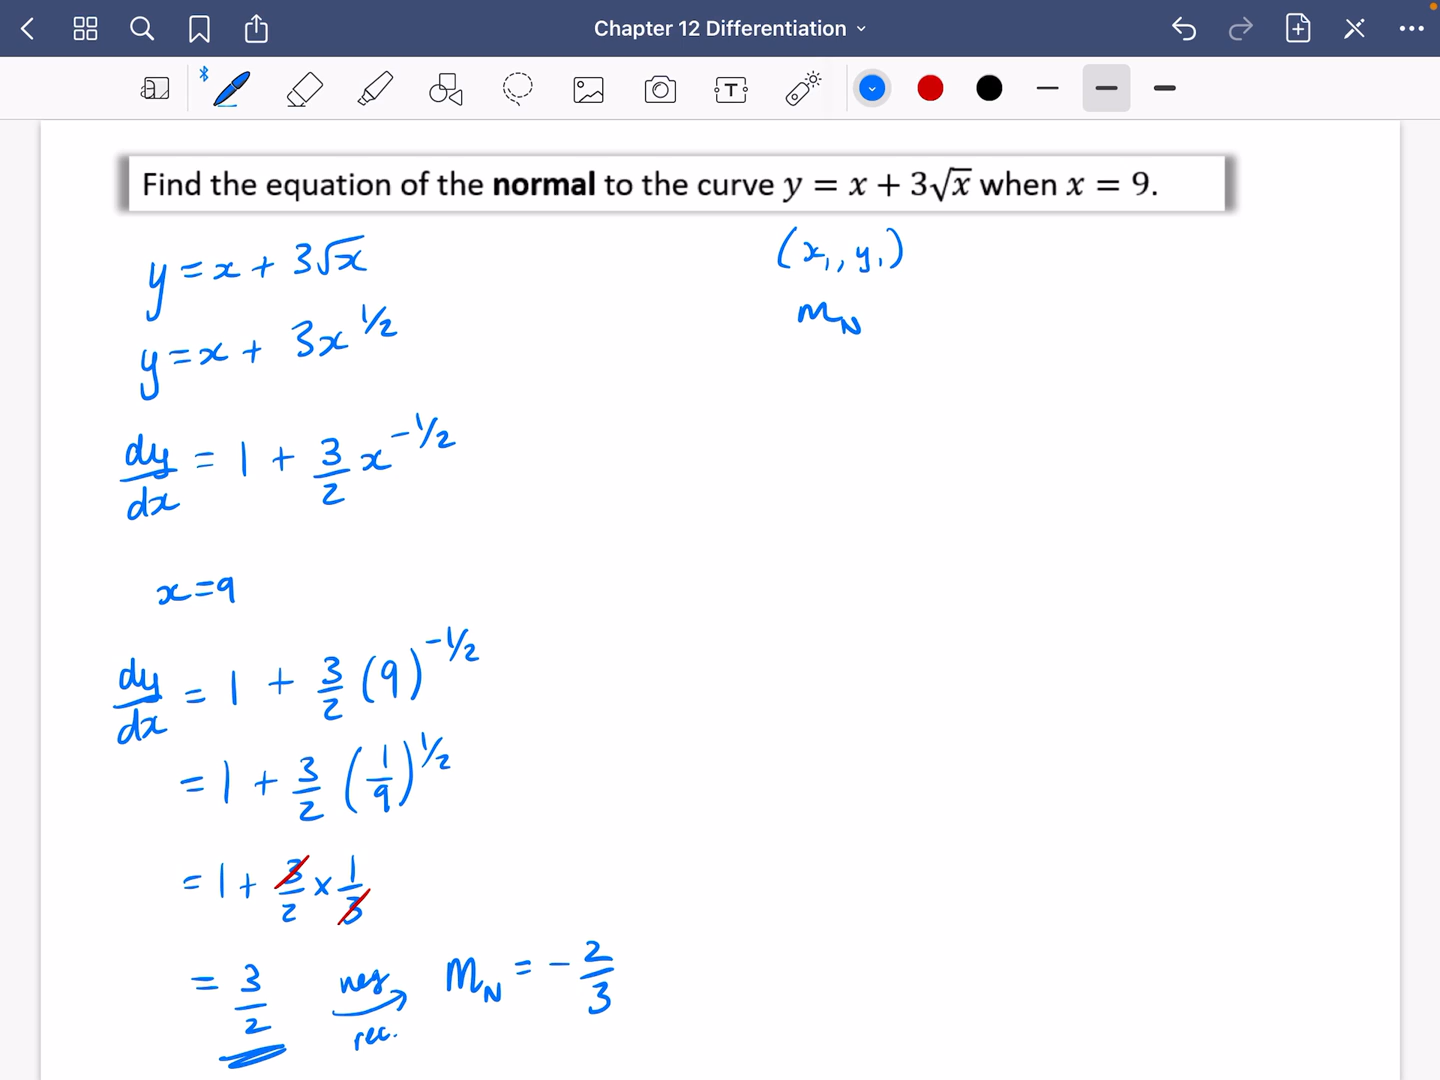 Chapter 12 Differentiation
Find the equation of the normal to the curve y = x + 3√x when x = 9.
y = x + 3√x
(x₁, y₁)
y = x + 3x^1/2
m_N
dy/dx = 1 + 3/2 x^-1/2
x = 9
dy/dx = 1 + 3/2 (9)^-1/2
= 1 + 3/2 (1/9)^1/2
= 1 + 3/2 × 1/3
= 3/2 neg rec. m_N = - 2/3